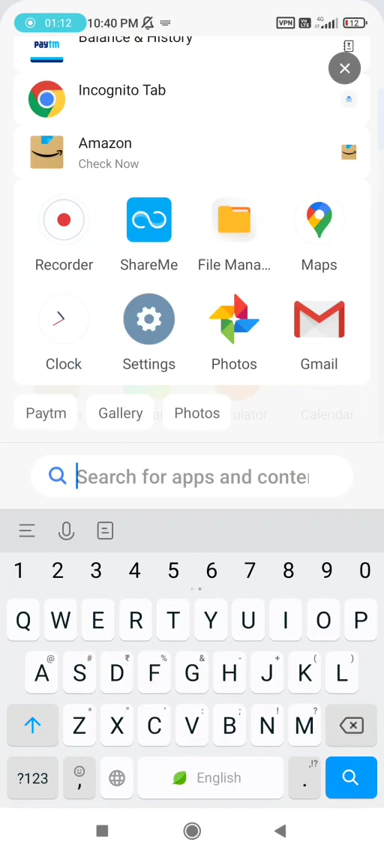 01:12 10:40 PM VPN 4G 12
Paytm Balance & History
Incognito Tab
Amazon
Check Now
Recorder ShareMe File Mana... Maps
Clock Settings Photos Gmail
Paytm Gallery Photos Calendar
Search for apps and conter
1 2 3 4 5 6 7 8 9 0
Q W E R T Y U I O P
@ # ₹ % & - + ( )
A S D F G H J K L
* " ' : ; ! ?
Z X C V B N M
?123 , English . ,!?